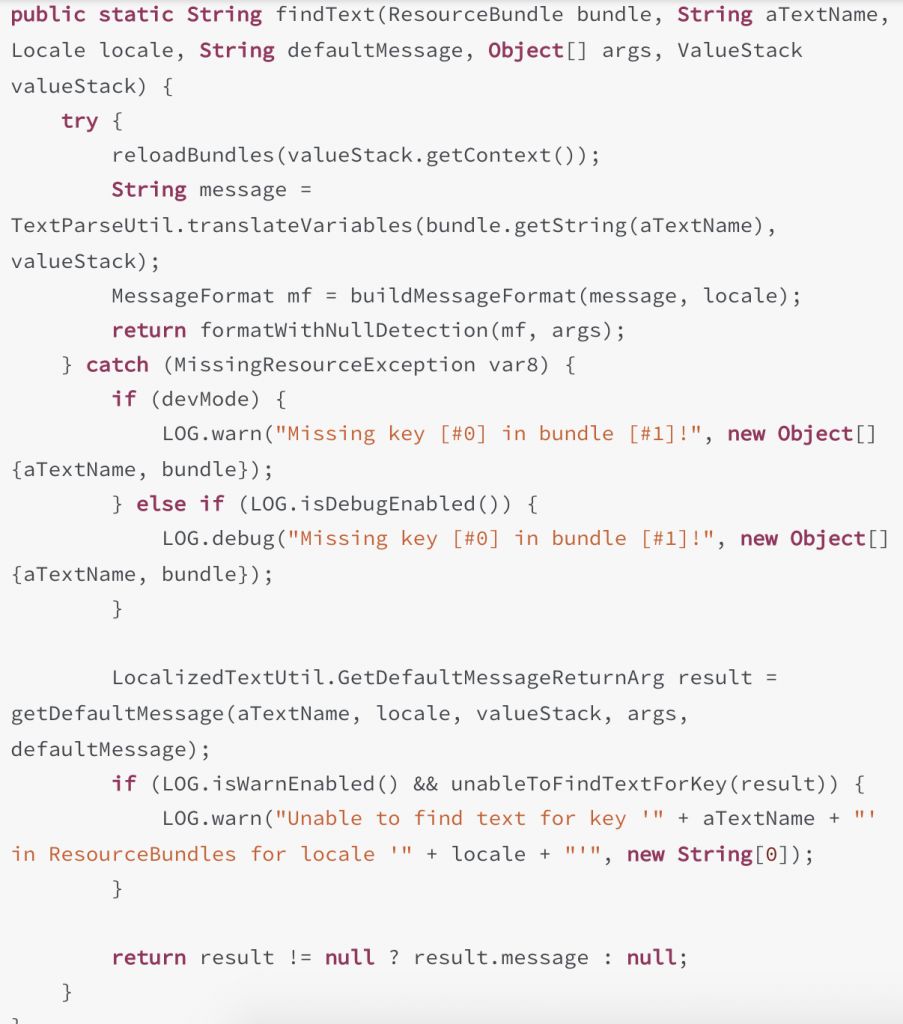 public static String findText(ResourceBundle bundle, String aTextName,
Locale locale, String defaultMessage, Object[] args, ValueStack
valueStack) {
    try {
        reloadBundles(valueStack.getContext());
        String message =
TextParseUtil.translateVariables(bundle.getString(aTextName),
valueStack);
        MessageFormat mf = buildMessageFormat(message, locale);
        return formatWithNullDetection(mf, args);
    } catch (MissingResourceException var8) {
        if (devMode) {
            LOG.warn("Missing key [#0] in bundle [#1]!", new Object[]
{aTextName, bundle});
        } else if (LOG.isDebugEnabled()) {
            LOG.debug("Missing key [#0] in bundle [#1]!", new Object[]
{aTextName, bundle});
        }

        LocalizedTextUtil.GetDefaultMessageReturnArg result =
getDefaultMessage(aTextName, locale, valueStack, args,
defaultMessage);
        if (LOG.isWarnEnabled() && unableToFindTextForKey(result)) {
            LOG.warn("Unable to find text for key '" + aTextName + "'
in ResourceBundles for locale '" + locale + "'", new String[0]);
        }

        return result != null ? result.message : null;
    }
}